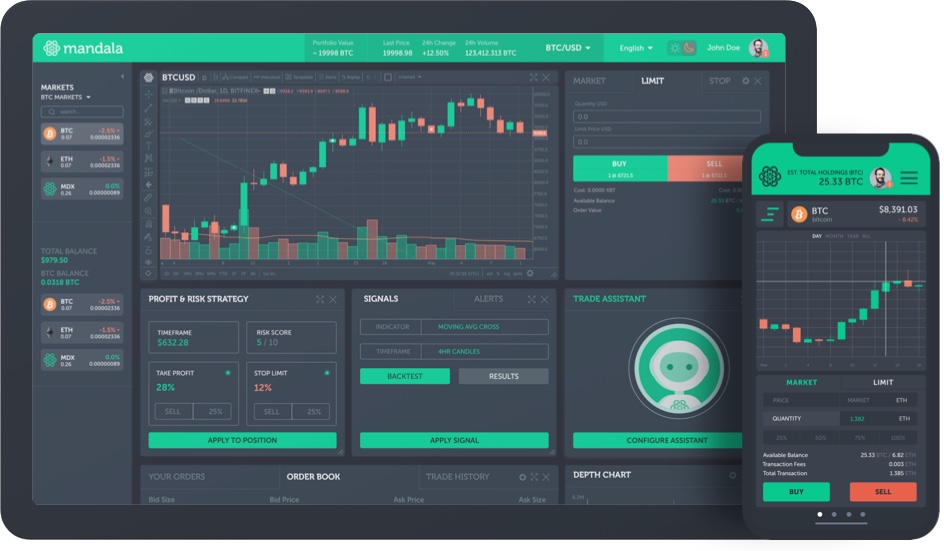 mandala
Portfolio Value
~ 19998 BTC
Last Price
19998.98
24h Change
+12.50%
24h Volume
123,412.313 BTC
BTC/USD
English
John Doe
MARKETS
BTC MARKETS
search...
BTC
0.07
-2.5%
0.00002336
ETH
0.07
-1.5%
0.00002336
MDX
0.26
0.0%
0.00000089
TOTAL BALANCE
$979.50
BTC BALANCE
0.0318 BTC
BTC
0.07
-2.5%
0.00002336
ETH
0.07
-1.5%
0.00002336
MDX
0.26
0.0%
0.00000089
BTCUSD
D
Compare
Indicators
Template
Alerts
Replay
Bitcoin /Dollar, 1D, BITFINEX
MARKET
LIMIT
STOP
Quantity USD
0.0
Limit Price USD
0.0
BUY
1 @ 6721.5
SELL
1 @ 6721.5
Cost: 0.0000 XBT
Available Balance
Order Value
PROFIT & RISK STRATEGY
TIMEFRAME
$632.28
RISK SCORE
5 / 10
TAKE PROFIT
28%
SELL
25%
STOP LIMIT
12%
SELL
25%
APPLY TO POSITION
SIGNALS
ALERTS
INDICATOR
MOVING AVG CROSS
TIMEFRAME
4HR CANDLES
BACKTEST
RESULTS
APPLY SIGNAL
TRADE ASSISTANT
CONFIGURE ASSISTANT
YOUR ORDERS
ORDER BOOK
TRADE HISTORY
Bid Size
Bid Price
Ask Price
Ask Size
DEPTH CHART
EST. TOTAL HOLDINGS (BTC)
25.33 BTC
BTC
bitcoin
$8,391.03
- 8.42%
DAY MONTH YEAR ALL
MARKET
LIMIT
PRICE
MARKET
ETH
QUANTITY
1.382
ETH
25%
50%
75%
100%
Available Balance
25.33 BTC / 6.82 ETH
Transaction Fees
0.003 ETH
Total Transaction
1.385 ETH
BUY
SELL